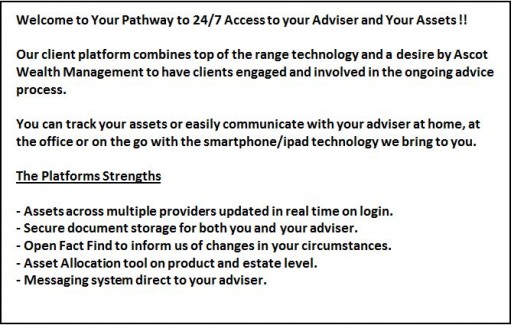 Welcome to Your Pathway to 24/7 Access to your Adviser and Your Assets !!
Our client platform combines top of the range technology and a desire by Ascot
Wealth Management to have clients engaged and involved in the ongoing advice
process.
You can track your assets or easily communicate with your adviser at home, at
the office or on the go with the smartphone/ipad technology we bring to you.
The Platforms Strengths
- Assets across multiple providers updated in real time on login.
- Secure document storage for both you and your adviser.
- Open Fact Find to inform us of changes in your circumstances.
- Asset Allocation tool on product and estate level.
- Messaging system direct to your adviser.